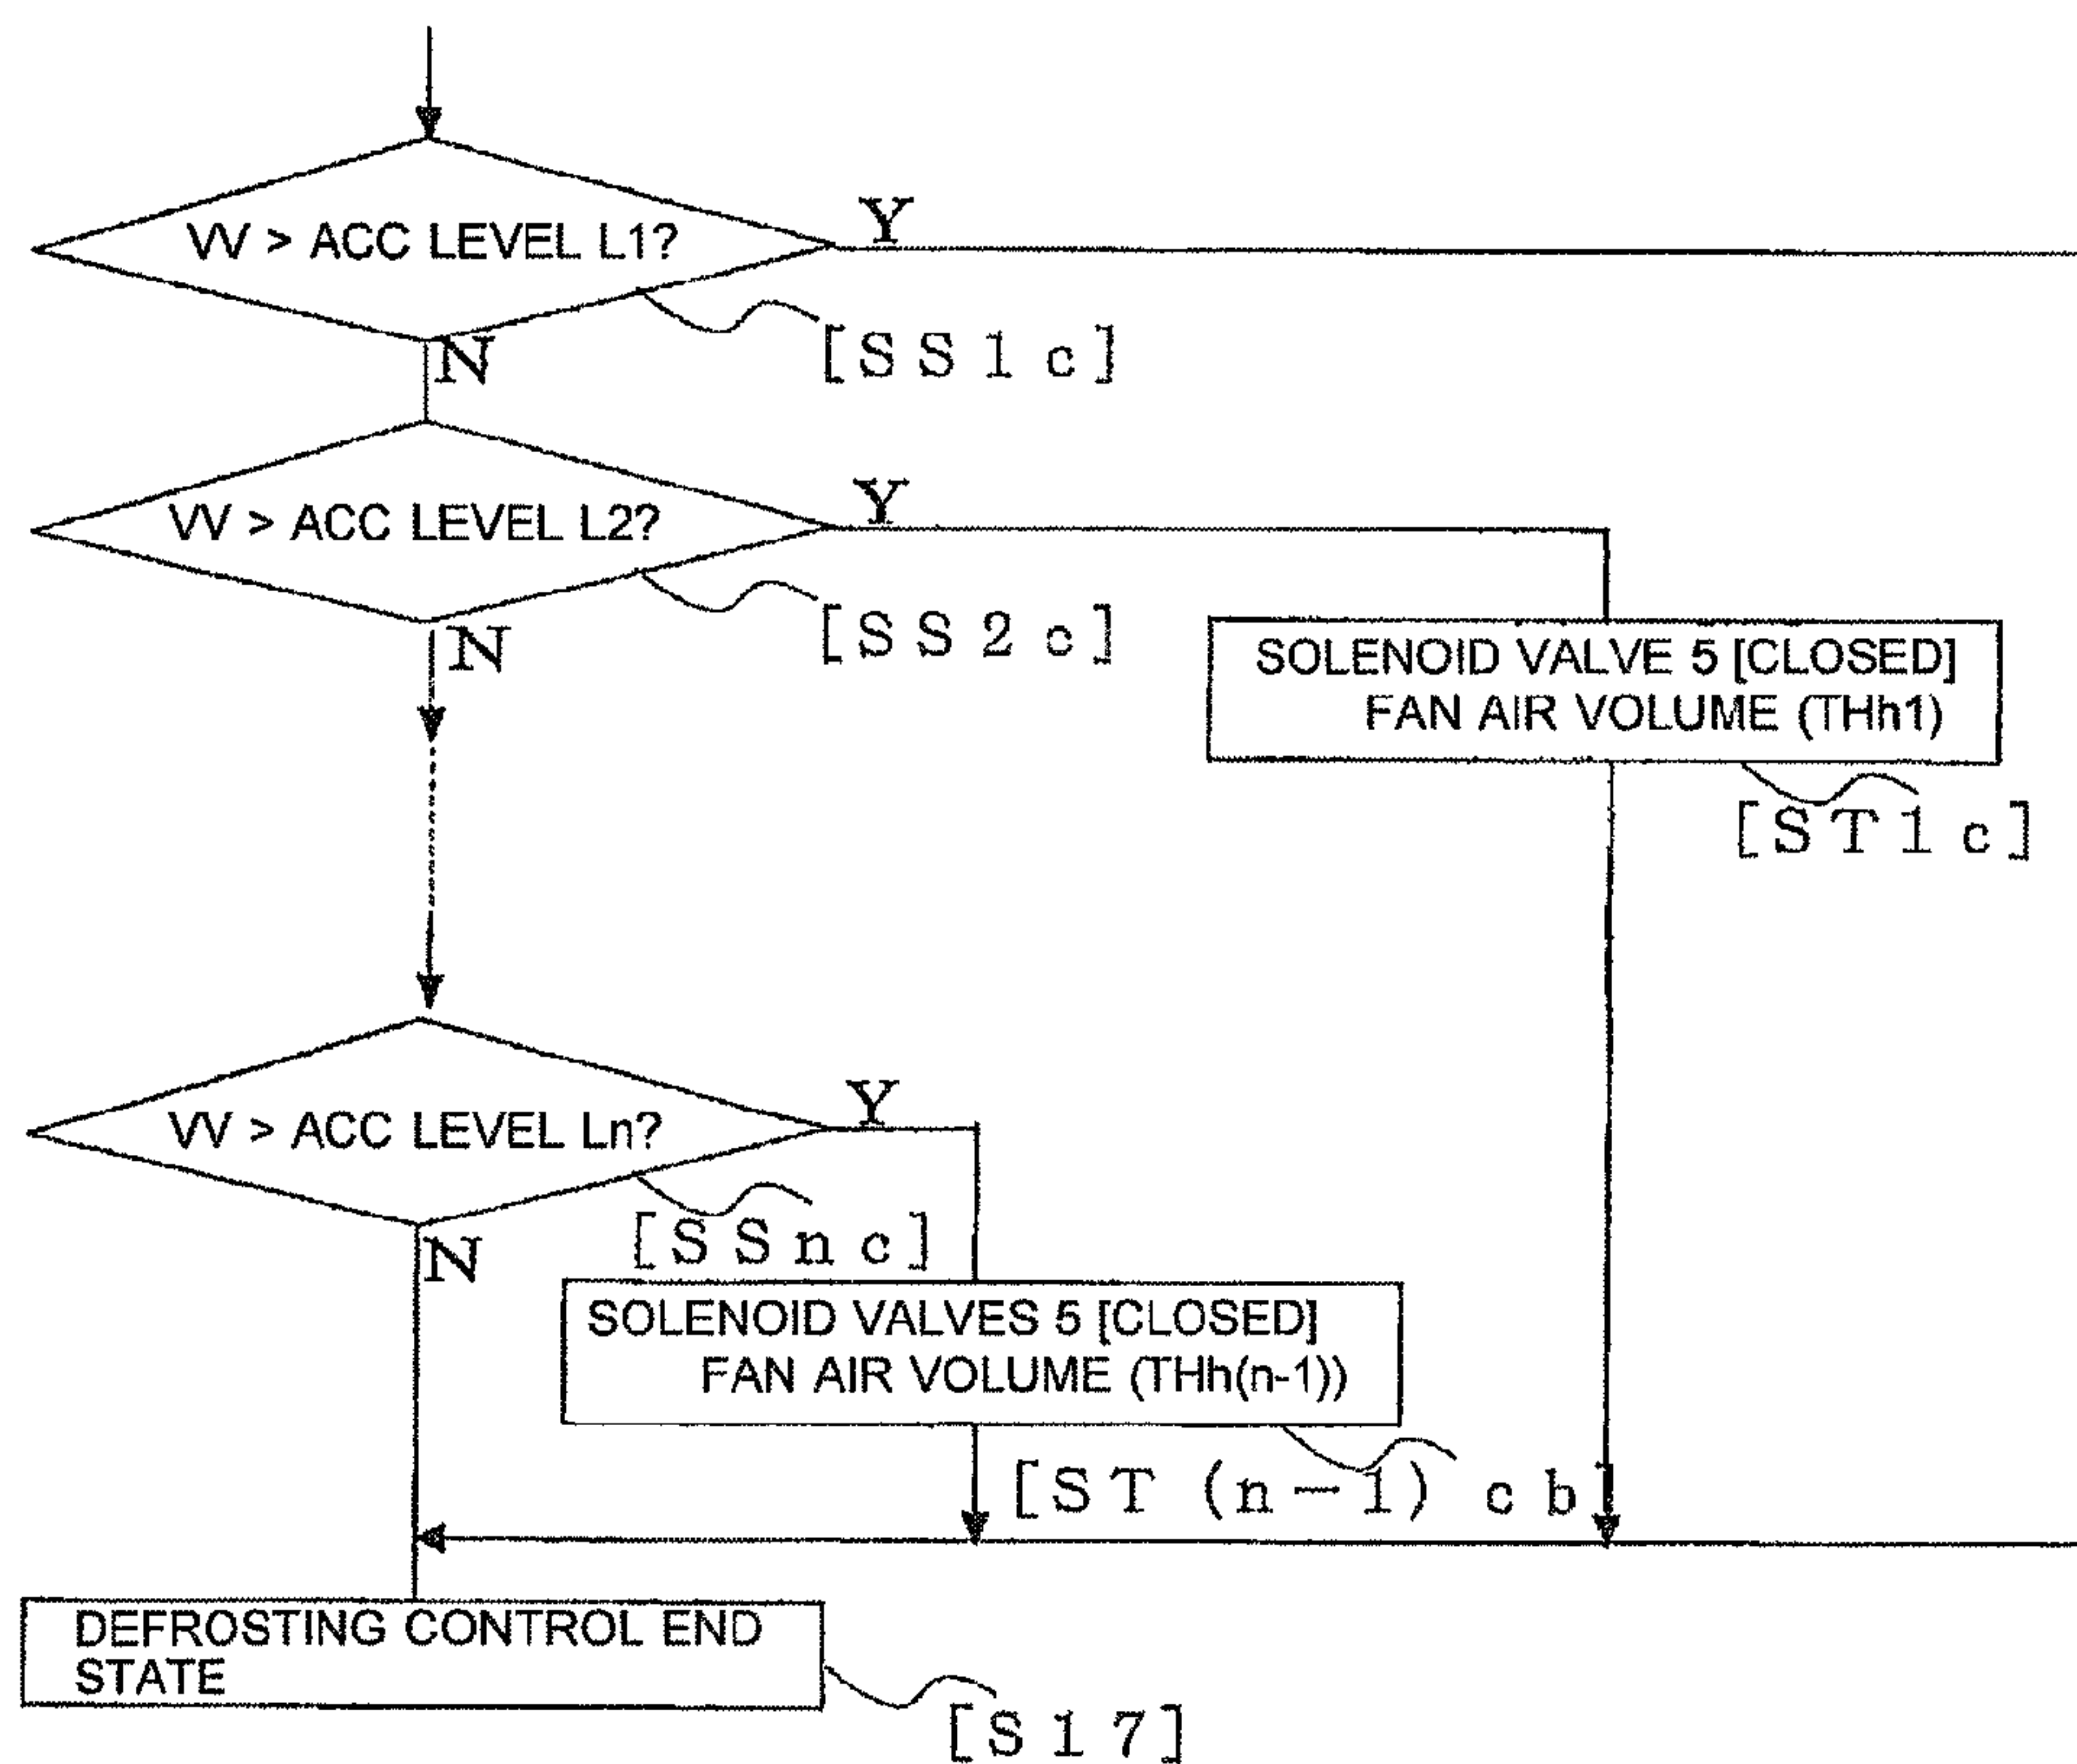 VV > ACC LEVEL L1?
Y
[SS1c]
N
VV > ACC LEVEL L2?
Y
[SS2c]
N
SOLENOID VALVE 5 [CLOSED]
FAN AIR VOLUME (THh1)
[ST1c]
VV > ACC LEVEL Ln?
Y
[SSnc]
N
SOLENOID VALVES 5 [CLOSED]
FAN AIR VOLUME (THh(n-1))
[ST (n-1) cb]
DEFROSTING CONTROL END
STATE
[S17]